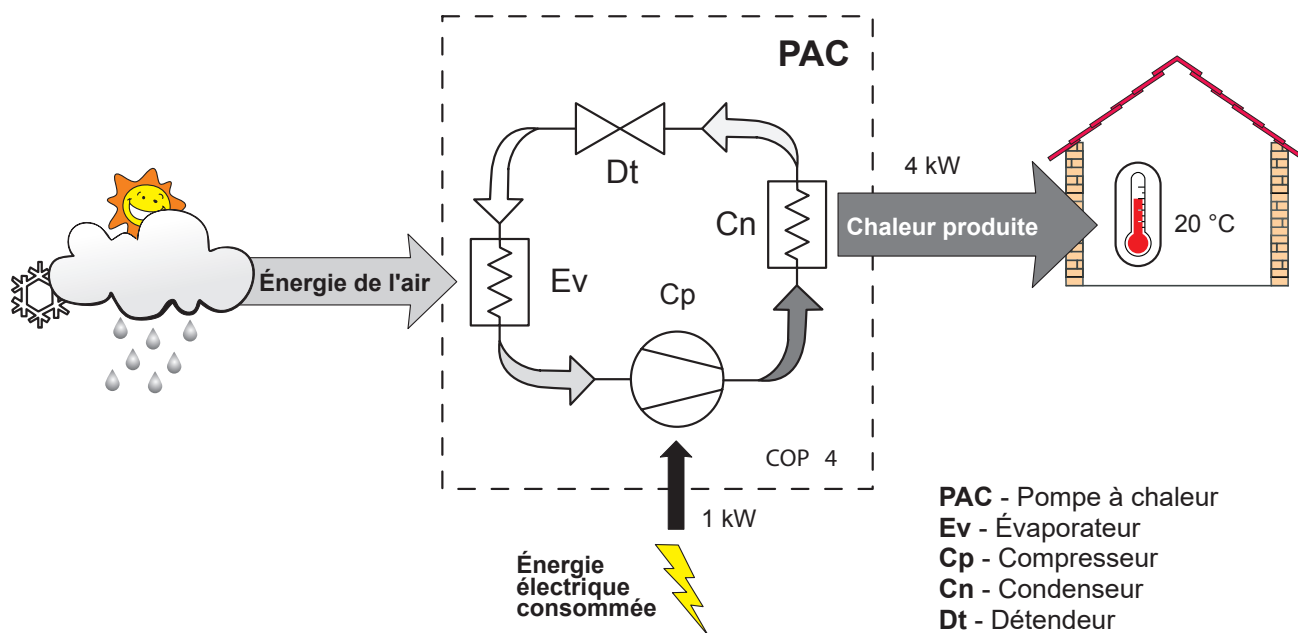 PAC
Dt
4 kW
Cn
Chaleur produite
20 °C
Énergie de l'air
Ev
Cp
COP 4
1 kW
Énergie
électrique
consommée
PAC - Pompe à chaleur
Ev - Évaporateur
Cp - Compresseur
Cn - Condenseur
Dt - Détendeur